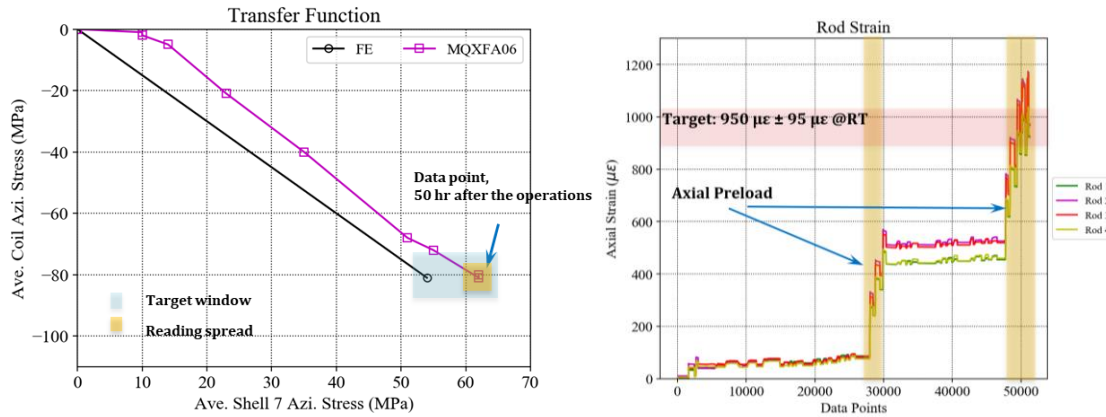 Transfer Function
FE
MQXFA06
Data point,
50 hr after the operations
Target window
Reading spread
0
−20
−40
−60
−80
−100
0
10
20
30
40
50
60
70
Ave. Coil Azi. Stress (MPa)
Ave. Shell 7 Azi. Stress (MPa)
Rod Strain
1200
1000
800
600
400
200
0
Target: 950 με ± 95 με @RT
Axial Preload
Axial Strain (με)
0
10000
20000
30000
40000
50000
Data Points
Rod
Rod
Rod
Rod